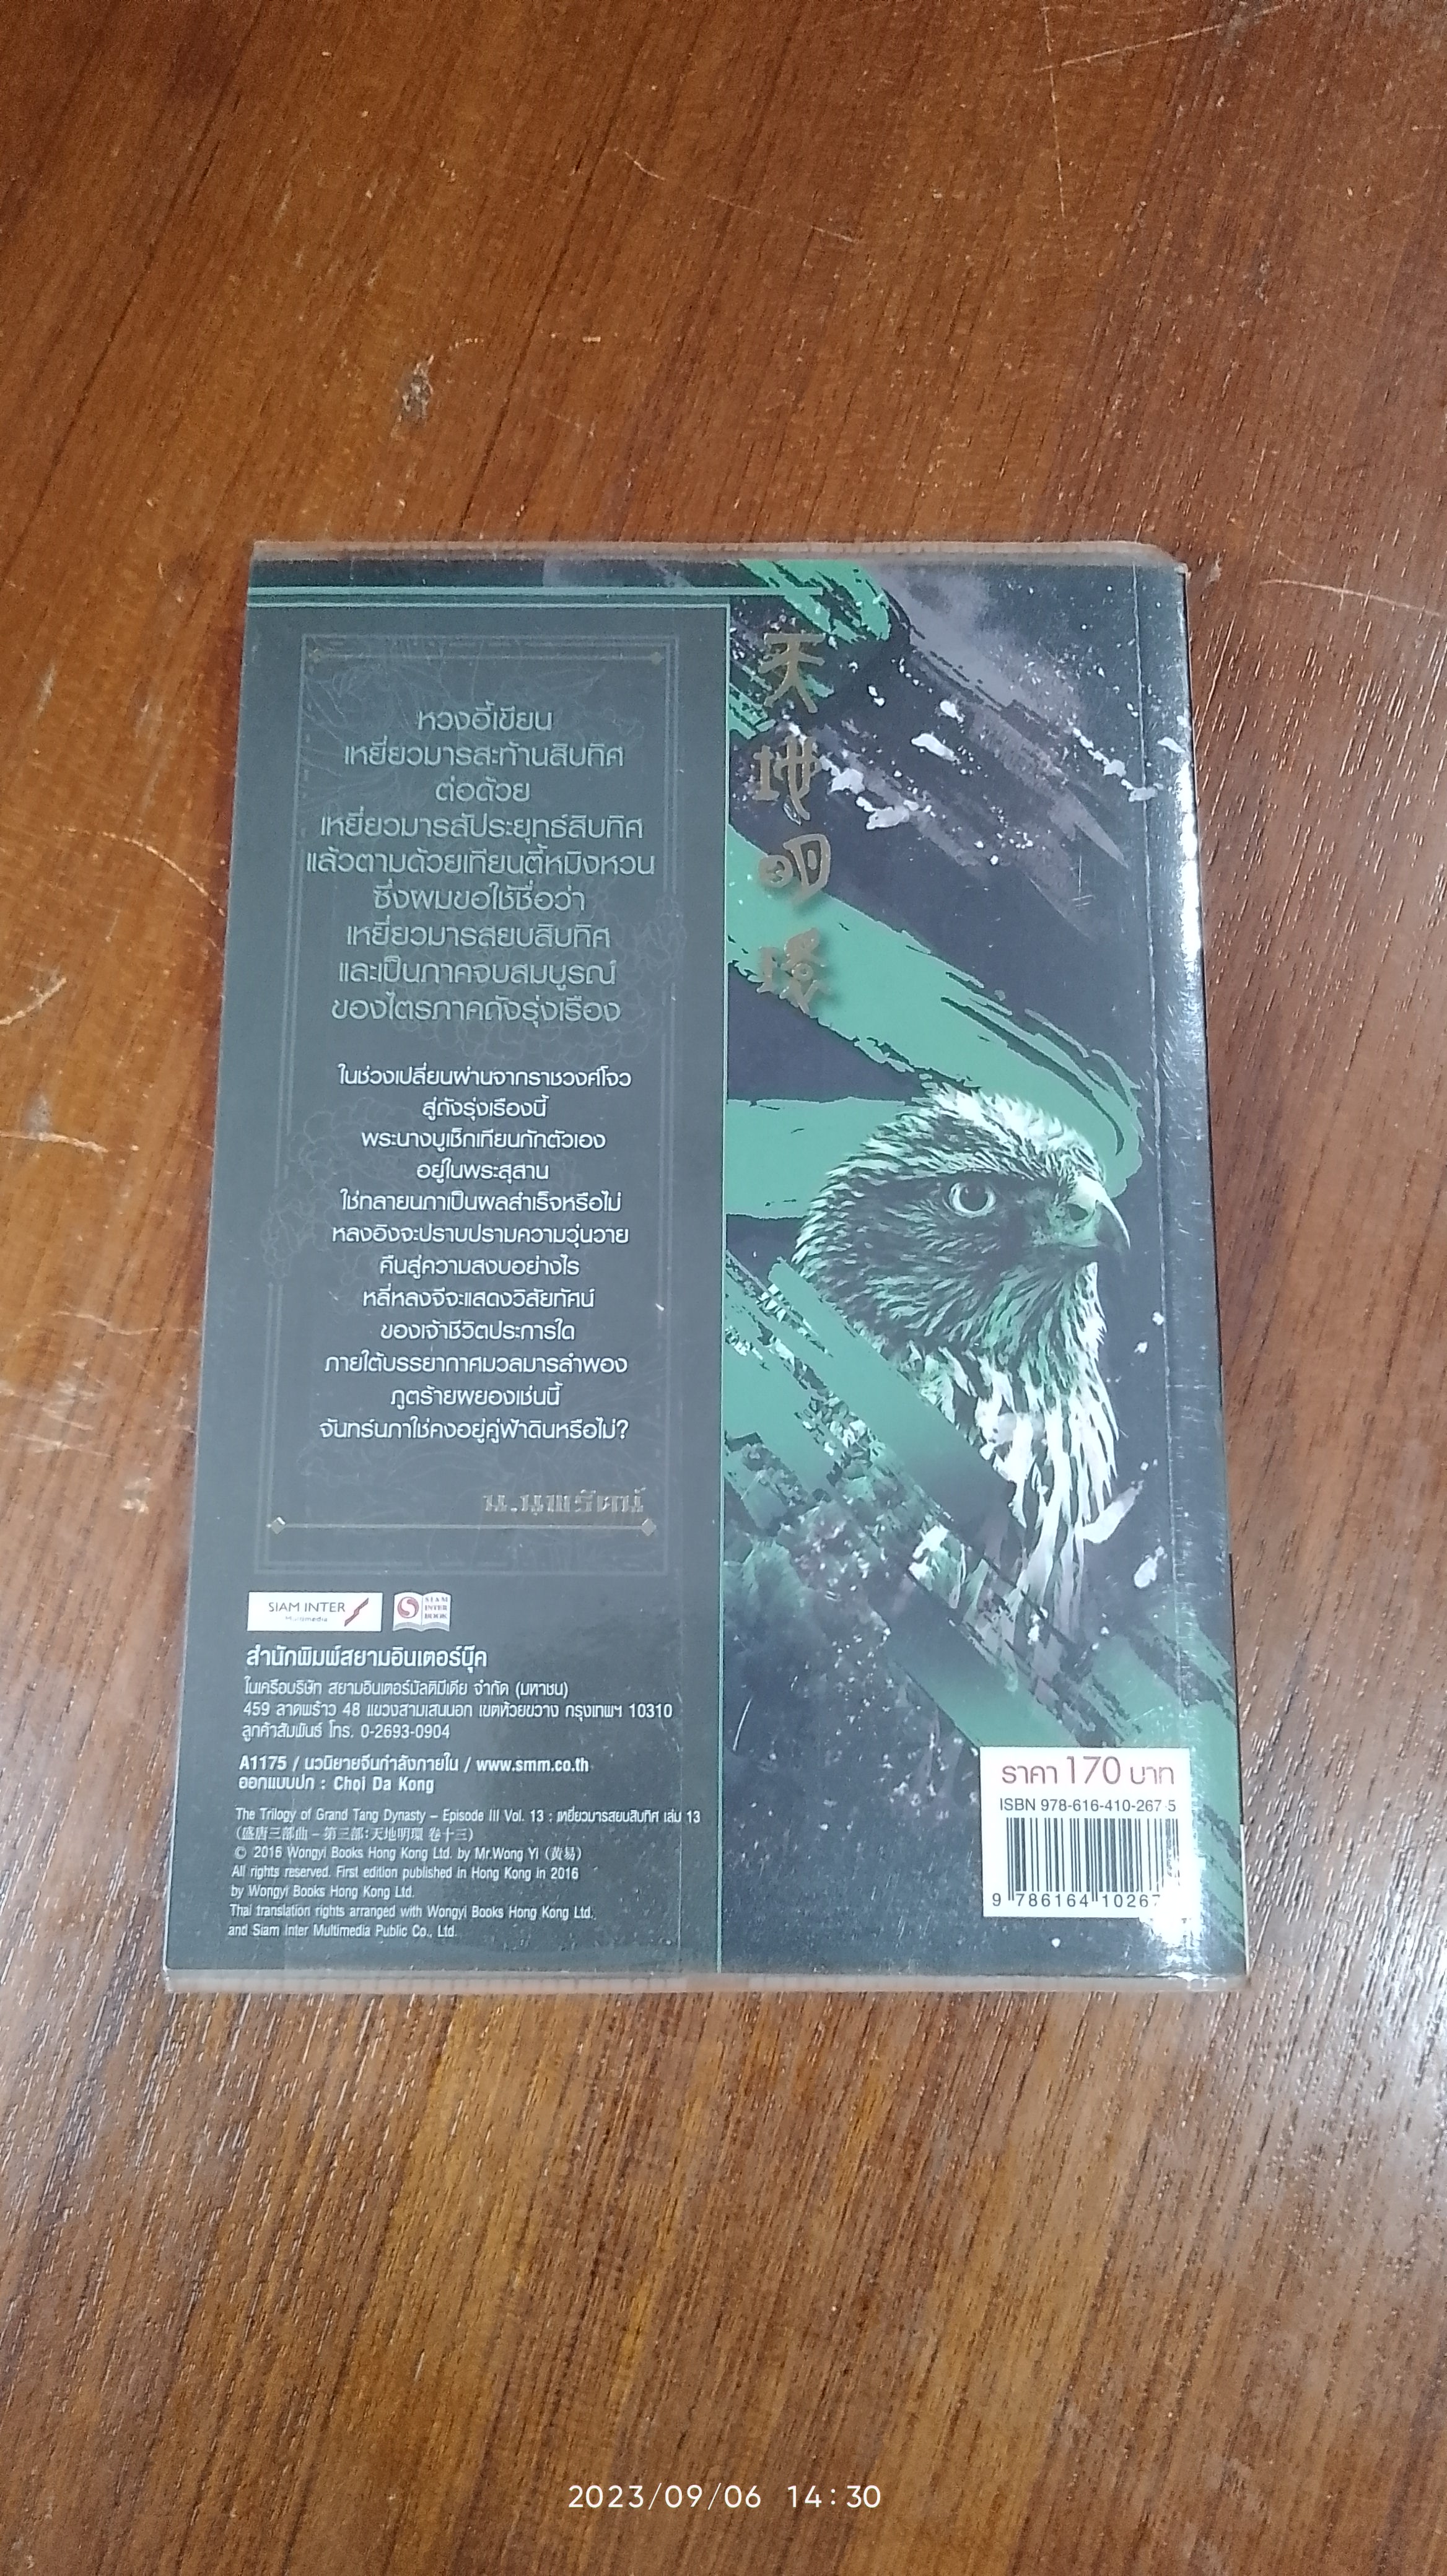 หวงอี้เขียน
เหยี่ยวมารสะท้านสิบทิศ
ต่อด้วย
เหยี่ยวมารสัประยุทธ์สิบทิศ
แล้วตามด้วยเทียนตี้หมิงหวน
ซึ่งผมขอใช้ชื่อว่า
เหยี่ยวมารสยบสิบทิศ
และเป็นภาคจบสมบูรณ์
ของไตรภาคถังรุ่งเรือง
ในช่วงเปลี่ยนผ่านจากราชวงศ์โจว
สู่ถังรุ่งเรืองนี้
พระนางบูเช็กเทียนกักตัวเอง
อยู่ในพระสุสาน
ใช่ทลายนภาเป็นผลสำเร็จหรือไม่
หลงอิงจะปราบปรามความวุ่นวาย
คืนสู่ความสงบอย่างไร
หลี่หลงจีจะแสดงวิสัยทัศน์
ของเจ้าชีวิตประการใด
ภายใต้บรรยากาศมวลมารลำพอง
ภูตร้ายผยองเช่นนี้
จันทร์นภาใช่คงอยู่คู่ฟ้าดินหรือไม่?
น.นพรัตน์
天地明環
SIAM INTER
Multimedia
SIAM
INTER
BOOK
สำนักพิมพ์สยามอินเตอร์บุ๊ค
ในเครือบริษัท สยามอินเตอร์มัลติมีเดีย จำกัด (มหาชน)
459 ลาดพร้าว 48 แขวงสามเสนนอก เขตห้วยขวาง กรุงเทพฯ 10310
ลูกค้าสัมพันธ์ โทร. 0-2693-0904
A1175 / นวนิยายจีนกำลังภายใน / www.smm.co.th
ออกแบบปก : Choi Da Kong
The Trilogy of Grand Tang Dynasty – Episode III Vol. 13 : เหยี่ยวมารสยบสิบทิศ เล่ม 13
(盛唐三部曲 – 第三部：天地明環 卷十三)
© 2016 Wongyi Books Hong Kong Ltd. by Mr.Wong Yi (黄易)
All rights reserved. First edition published in Hong Kong in 2016
by Wongyi Books Hong Kong Ltd.
Thai translation rights arranged with Wongyi Books Hong Kong Ltd.
and Siam Inter Multimedia Public Co., Ltd.
ราคา 170 บาท
ISBN 978-616-410-267-5
9 786164 10267
2023/09/06 14:30